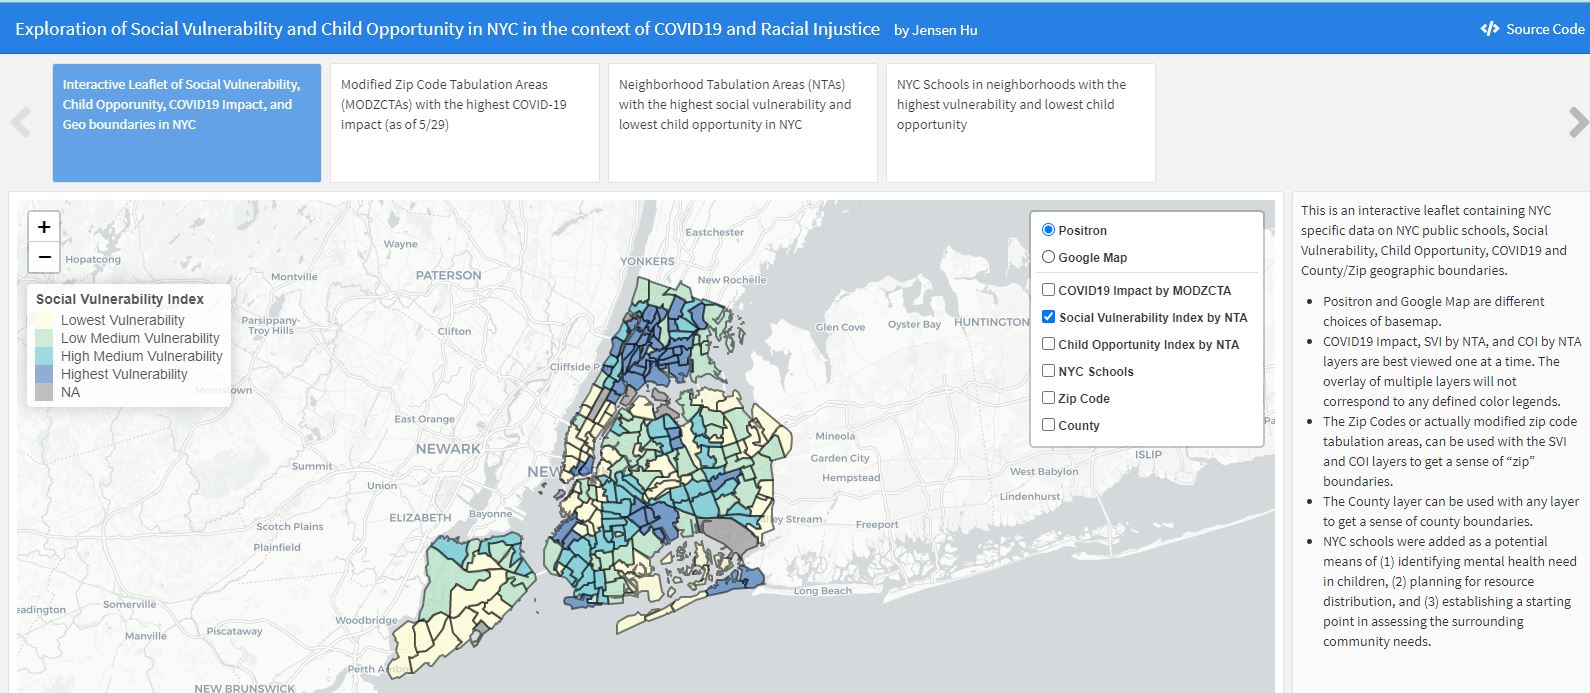 Exploration of Social Vulnerability and Child Opportunity in NYC in the context of COVID19 and Racial Injustice by Jensen Hu
</> Source Code
Interactive Leaflet of Social Vulnerability,
Child Opporunity, COVID19 Impact, and
Geo boundaries in NYC
Modified Zip Code Tabulation Areas
(MODZCTAs) with the highest COVID-19
impact (as of 5/29)
Neighborhood Tabulation Areas (NTAs)
with the highest social vulnerability and
lowest child opportunity in NYC
NYC Schools in neighborhoods with the
highest vulnerability and lowest child
opportunity
+
−
Social Vulnerability Index
Lowest Vulnerability
Low Medium Vulnerability
High Medium Vulnerability
Highest Vulnerability
NA
Positron
Google Map
COVID19 Impact by MODZCTA
Social Vulnerability Index by NTA
Child Opportunity Index by NTA
NYC Schools
Zip Code
County
Hopatcong
Wayne
Eastchester
YONKERS
PATERSON
Montville
New Rochelle
Parsippany-
Troy Hills
Clifton
Glen Cove
Oyster Bay
HUNTINGTON
Cliffside P
Morristown
East Orange
NEWARK
NEW
Mineola
Garden City
Hempstead
ISLIP
West Babylon
Lindenhurst
Summit
Union
ELIZABETH
Bayonne
ley Stream
Freeport
Scotch Plains
Plainfield
Long Beach
eadington
Somerville
Woodbridge
Manville
Piscataway
Perth Ambo
NEW BRUNSWICK
Pa
This is an interactive leaflet containing NYC
specific data on NYC public schools, Social
Vulnerability, Child Opportunity, COVID19 and
County/Zip geographic boundaries.
• Positron and Google Map are different
choices of basemap.
• COVID19 Impact, SVI by NTA, and COI by NTA
layers are best viewed one at a time. The
overlay of multiple layers will not
correspond to any defined color legends.
• The Zip Codes or actually modified zip code
tabulation areas, can be used with the SVI
and COI layers to get a sense of “zip”
boundaries.
• The County layer can be used with any layer
to get a sense of county boundaries.
• NYC schools were added as a potential
means of (1) identifying mental health need
in children, (2) planning for resource
distribution, and (3) establishing a starting
point in assessing the surrounding
community needs.